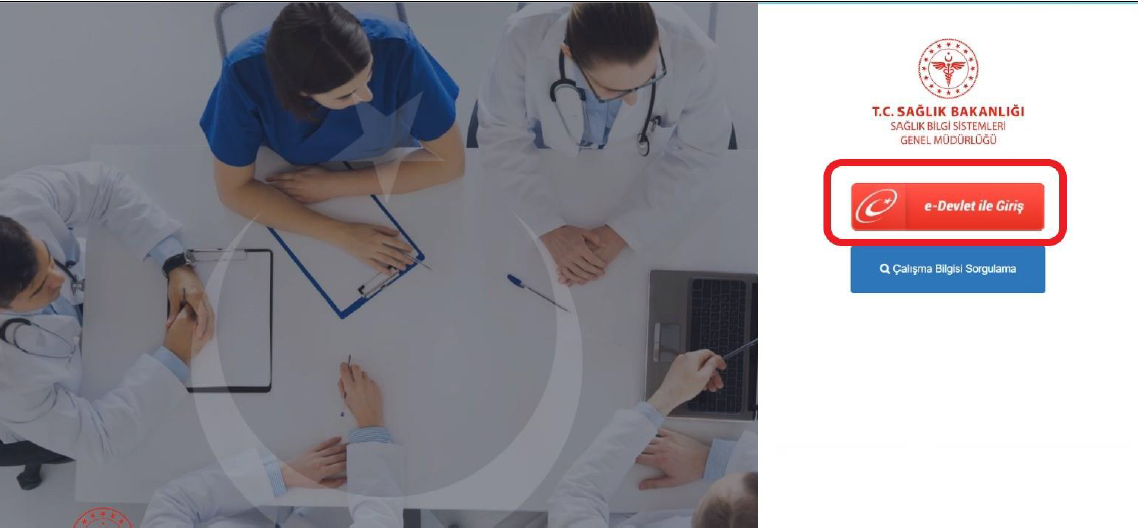 T.C. SAĞLIK BAKANLIĞI
SAĞLIK BİLGİ SİSTEMLERİ
GENEL MÜDÜRLÜĞÜ
e-Devlet ile Giriş
Çalışma Bilgisi Sorgulama